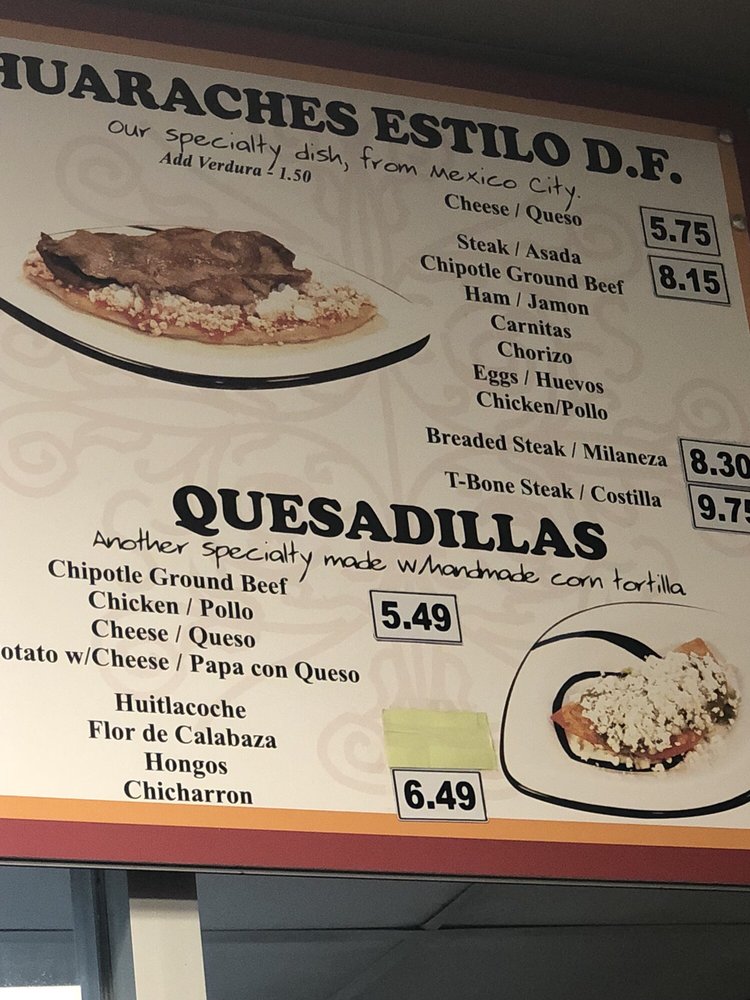 HUARACHES ESTILO D.F.
our specialty dish, from Mexico City.
Add Verdura - 1.50
Cheese / Queso 5.75
Steak / Asada 8.15
Chipotle Ground Beef
Ham / Jamon
Carnitas
Chorizo
Eggs / Huevos
Chicken/Pollo
Breaded Steak / Milaneza 8.30
T-Bone Steak / Costilla 9.75
QUESADILLAS
Another specialty made w/handmade corn tortilla
Chipotle Ground Beef
Chicken / Pollo 5.49
Cheese / Queso
otato w/Cheese / Papa con Queso
Huitlacoche
Flor de Calabaza
Hongos
Chicharron 6.49